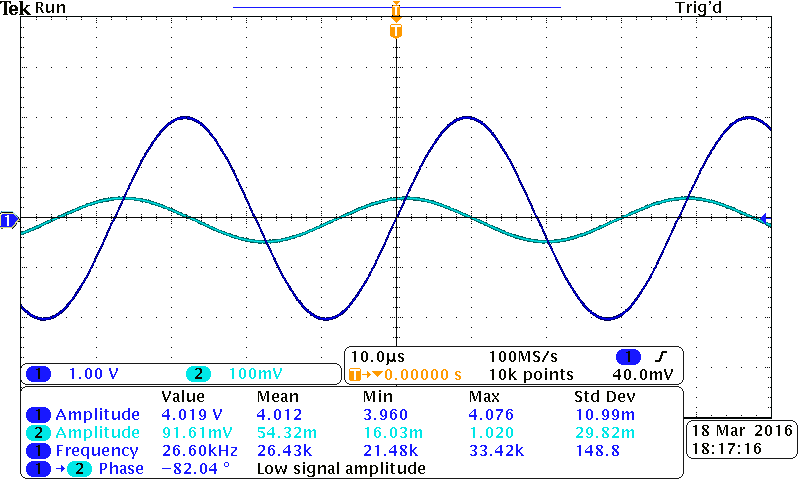 Tek Run Trig'd
T
T
1
10.0µs 100MS/s 1
T→▼0.00000 s 10k points 40.0mV
1 1.00 V 2 100mV
Value Mean Min Max Std Dev
1 Amplitude 4.019 V 4.012 3.960 4.076 10.99m
2 Amplitude 91.61mV 54.32m 16.03m 1.020 29.82m
1 Frequency 26.60kHz 26.43k 21.48k 33.42k 148.8
1 → 2 Phase −82.04 ° Low signal amplitude
18 Mar 2016
18:17:16